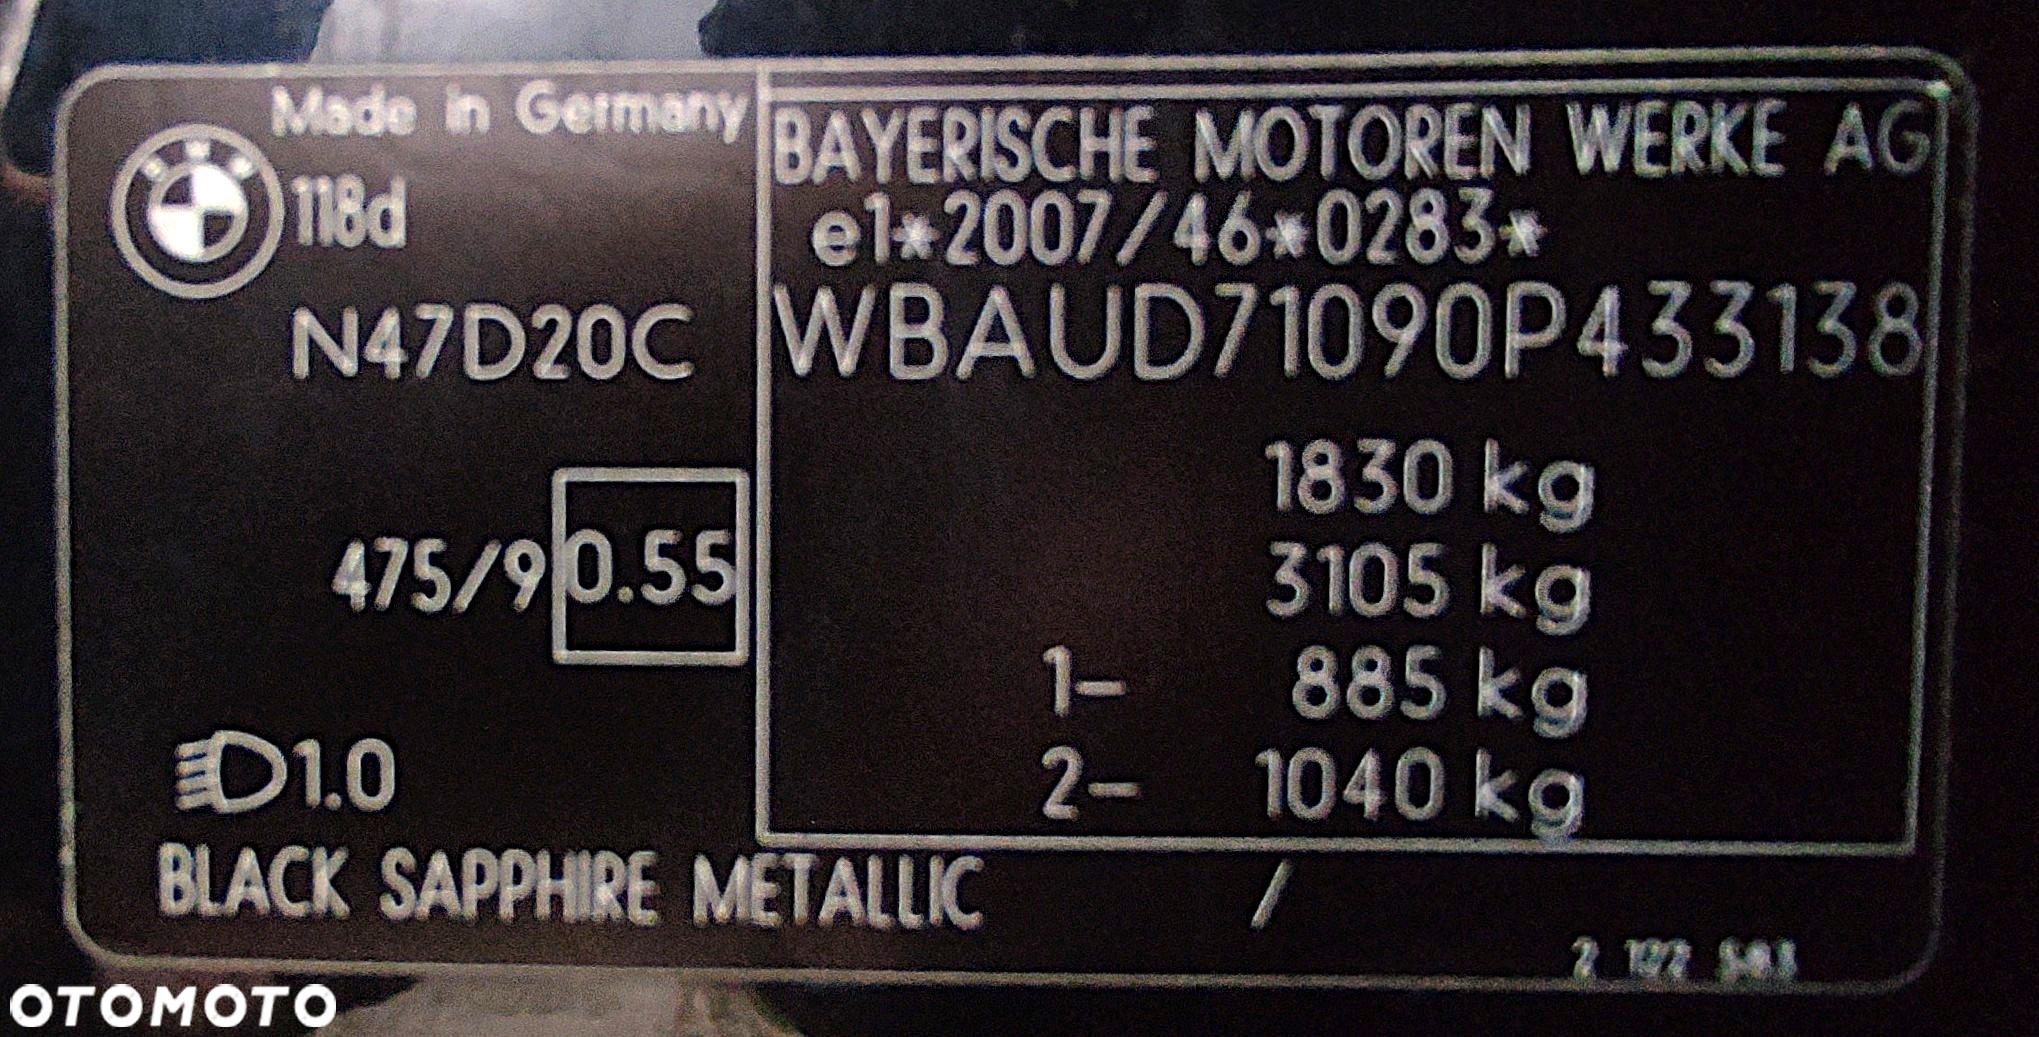 Made in Germany
BMW
118d
N47D20C
475/9 0.55
1.0
BLACK SAPPHIRE METALLIC /
BAYERISCHE MOTOREN WERKE AG
e1*2007/46*0283*
WBAUD71090P433138
1830 kg
3105 kg
1- 885 kg
2- 1040 kg
OTOMOTO